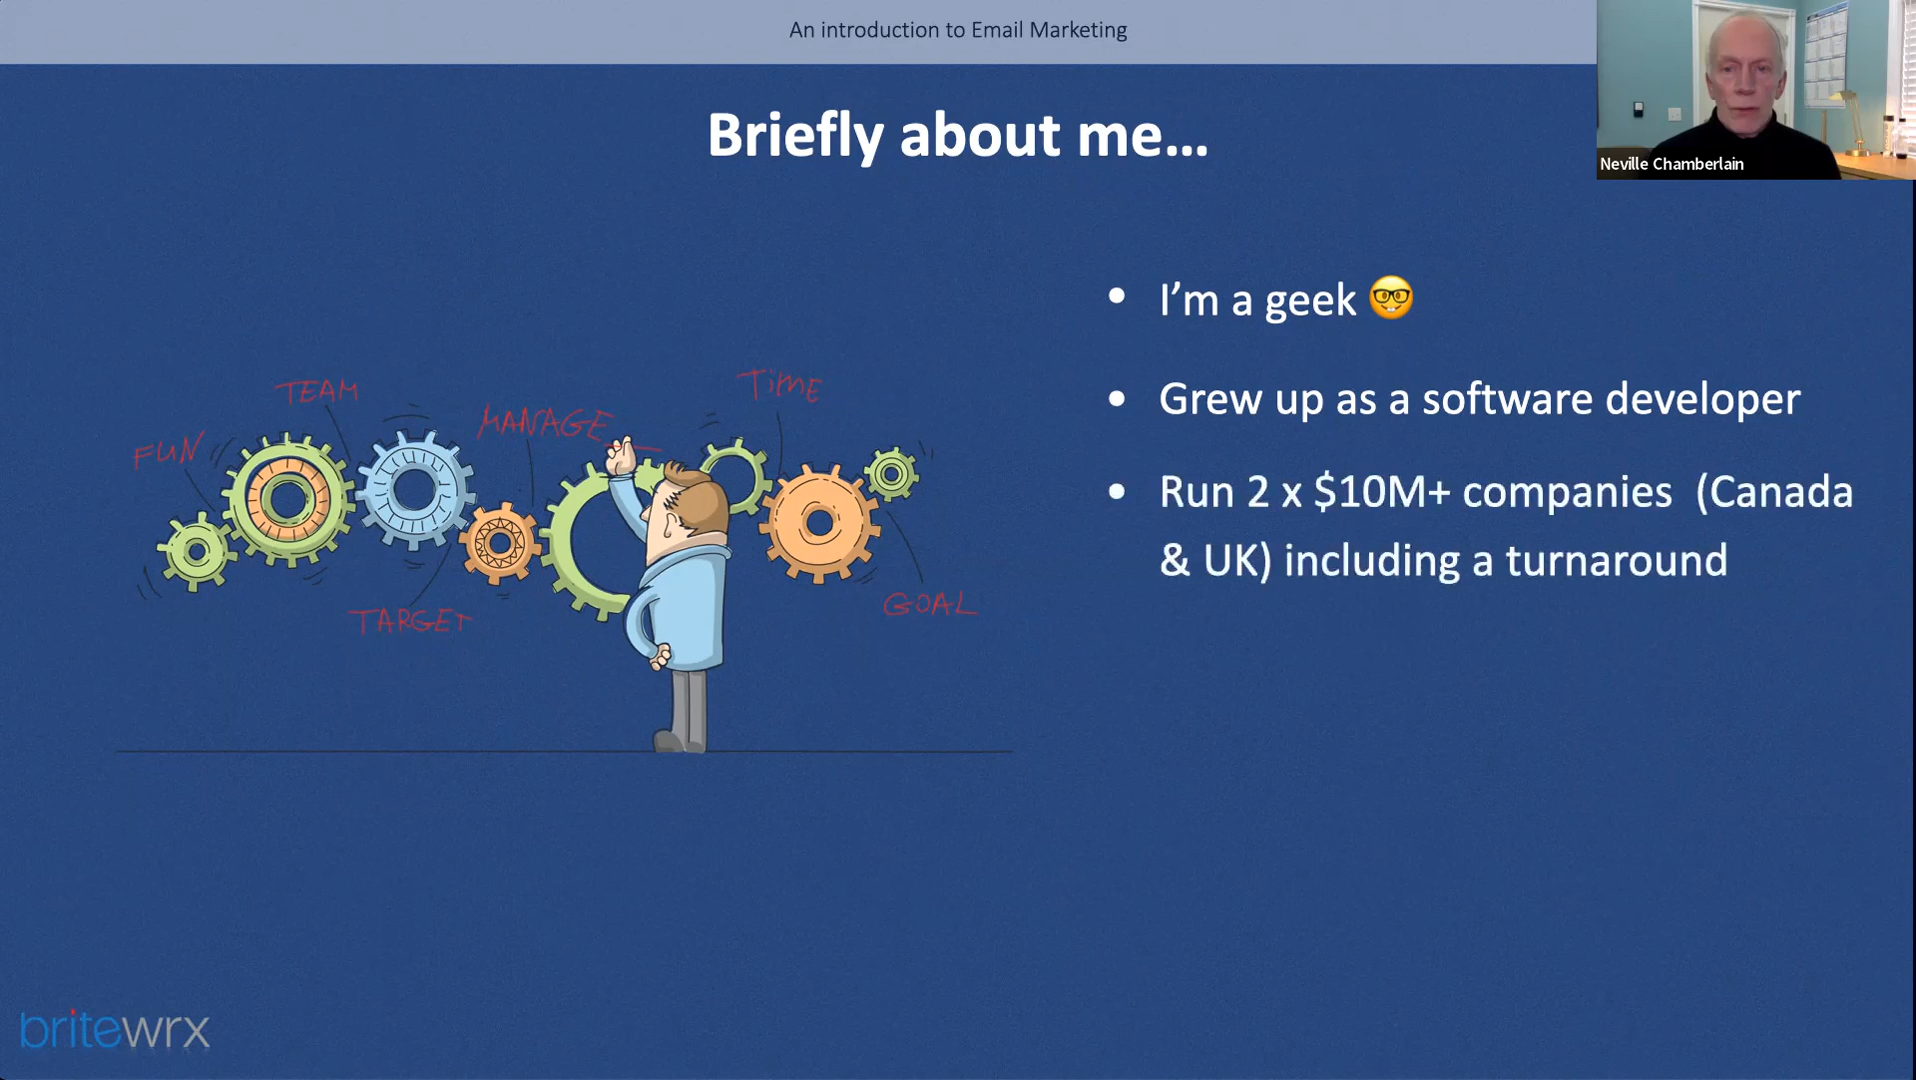 An introduction to Email Marketing
Neville Chamberlain
Briefly about me…
• I’m a geek 🤓
• Grew up as a software developer
• Run 2 x $10M+ companies (Canada
& UK) including a turnaround
FUN
TEAM
TARGET
MANAGE
TiME
GOAL
britewrx